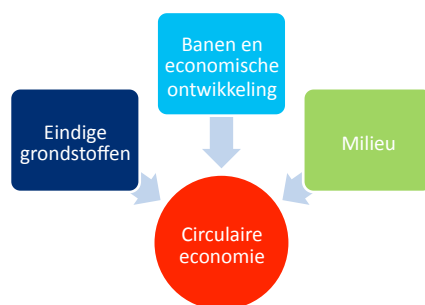 Banen en
economische
ontwikkeling
Eindige
grondstoffen
Milieu
Circulaire
economie